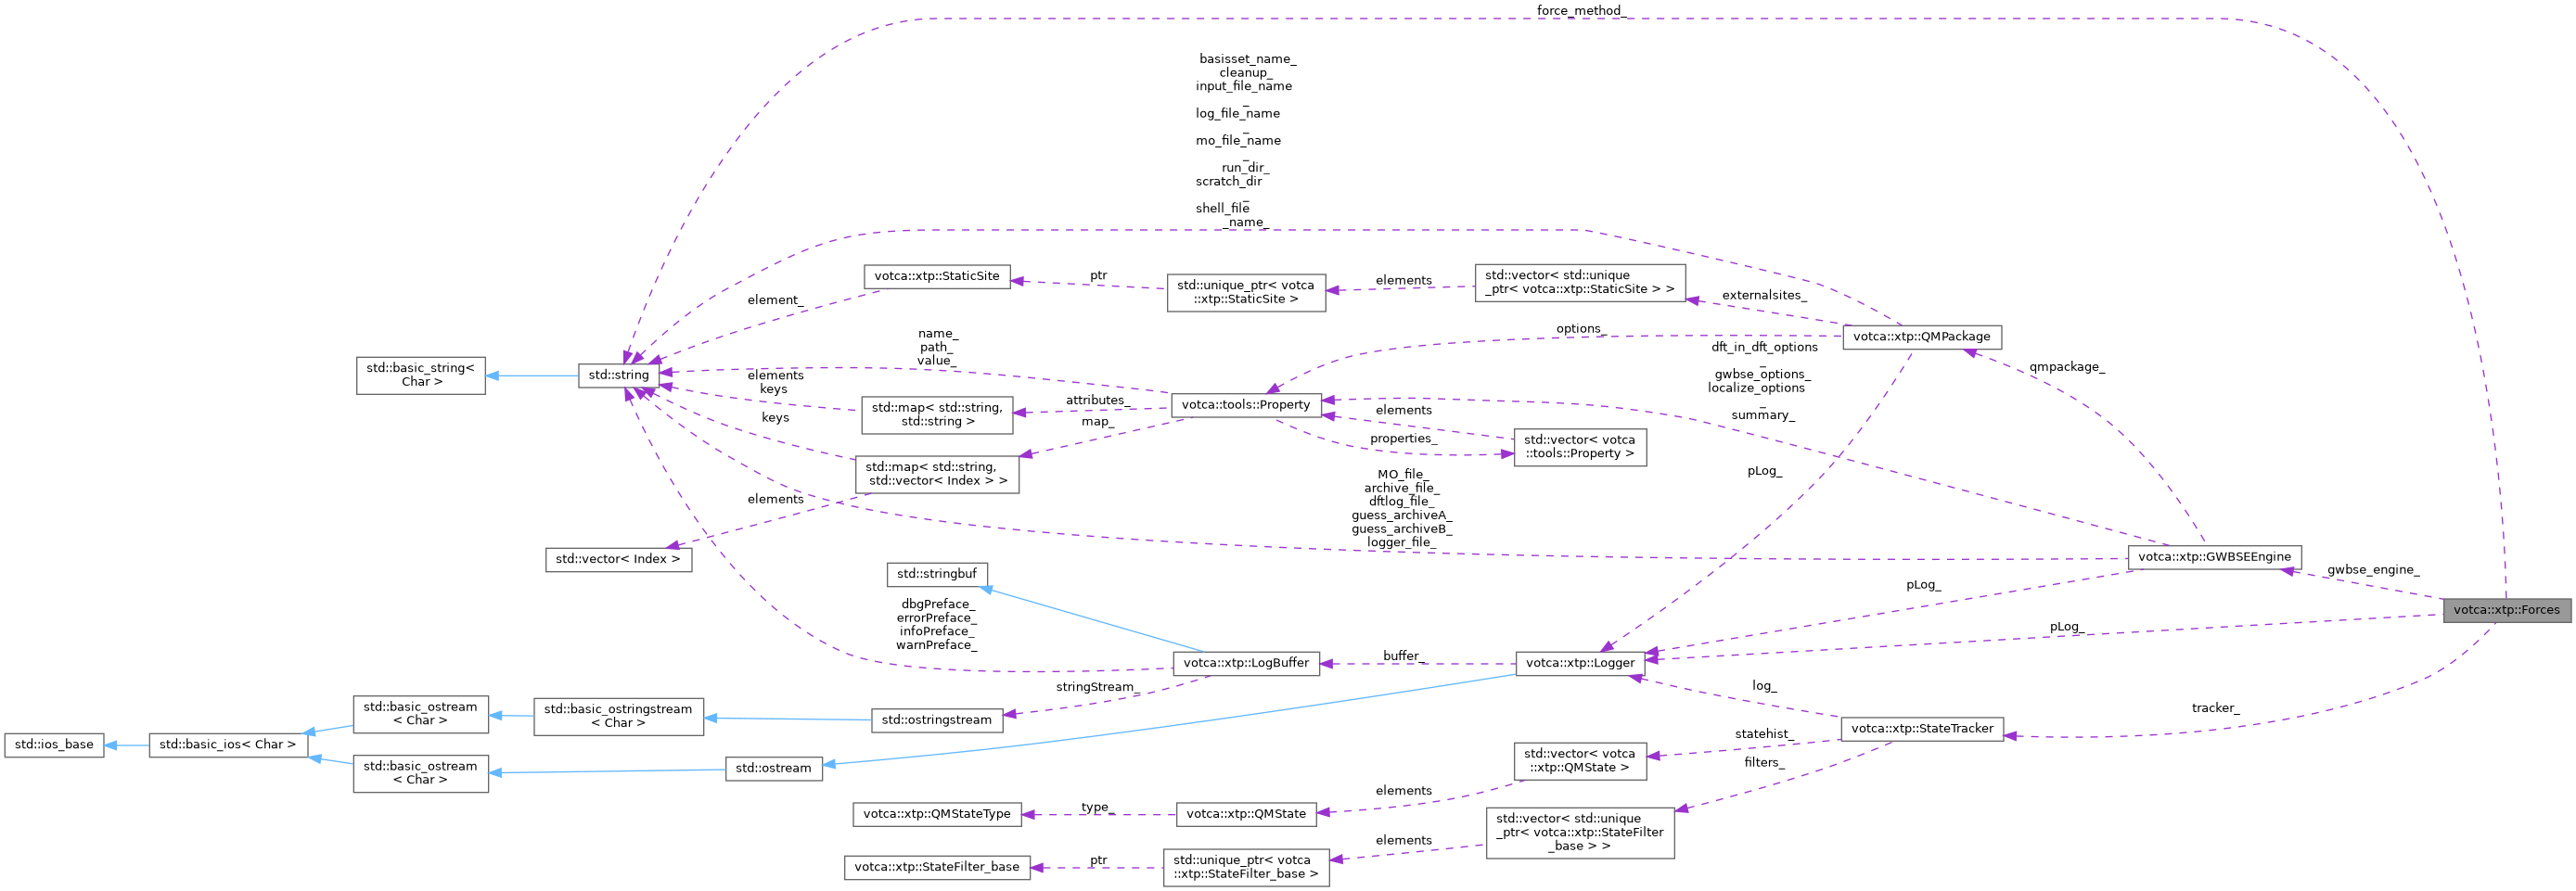 force_method_
basisset_name_
cleanup_
input_file_name
_
log_file_name
_
mo_file_name
_
run_dir_
scratch_dir
_
shell_file
_name_
votca::xtp::StaticSite
ptr
std::unique_ptr< votca
::xtp::StaticSite >
elements
std::vector< std::unique
_ptr< votca::xtp::StaticSite > >
externalsites_
element_
options_
votca::xtp::QMPackage
name_
path_
value_
dft_in_dft_options
_
gwbse_options_
localize_options
_
summary_
qmpackage_
std::basic_string<
Char >
std::string
elements
keys
std::map< std::string,
std::string >
attributes_
votca::tools::Property
elements
keys
map_
properties_
std::vector< votca
::tools::Property >
std::map< std::string,
std::vector< Index > >
pLog_
elements
MO_file_
archive_file_
dftlog_file_
guess_archiveA_
guess_archiveB_
logger_file_
std::vector< Index >
votca::xtp::GWBSEEngine
std::stringbuf
pLog_
gwbse_engine_
votca::xtp::Forces
dbgPreface_
errorPreface_
infoPreface_
warnPreface_
pLog_
votca::xtp::LogBuffer
buffer_
votca::xtp::Logger
stringStream_
log_
std::basic_ostream
< Char >
std::basic_ostringstream
< Char >
std::ostringstream
tracker_
votca::xtp::StateTracker
std::ios_base
std::basic_ios< Char >
statehist_
std::vector< votca
::xtp::QMState >
filters_
std::basic_ostream
< Char >
std::ostream
elements
votca::xtp::QMStateType
type_
votca::xtp::QMState
std::vector< std::unique
_ptr< votca::xtp::StateFilter
_base > >
elements
votca::xtp::StateFilter_base
ptr
std::unique_ptr< votca
::xtp::StateFilter_base >